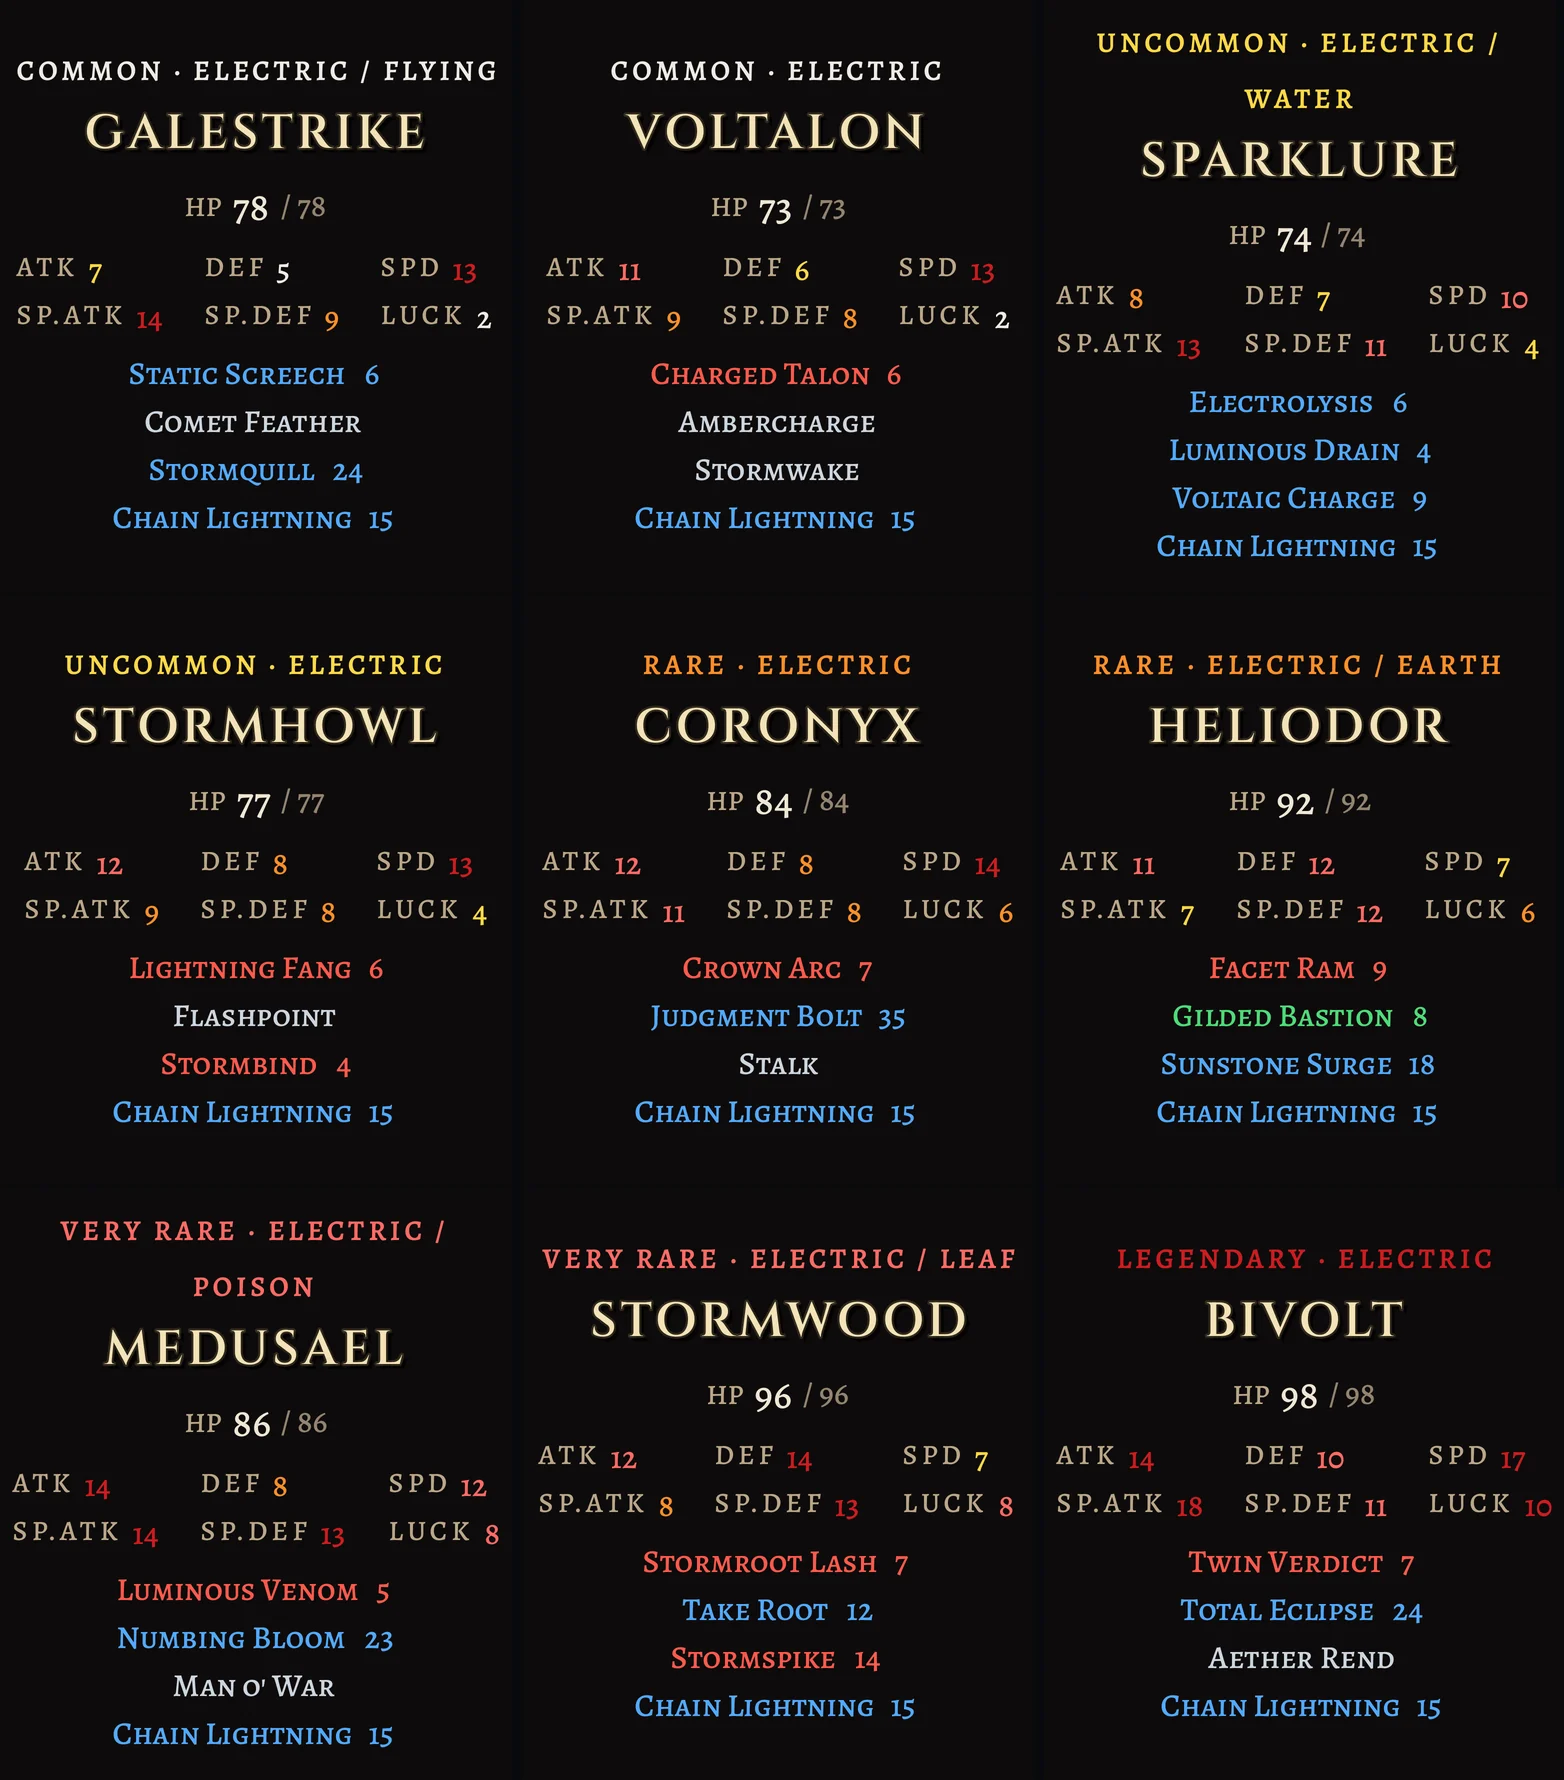 COMMON · ELECTRIC / FLYING
GALESTRIKE
HP 78 / 78
ATK 7 DEF 5 SPD 13
SP.ATK 14 SP.DEF 9 LUCK 2
STATIC SCREECH 6
COMET FEATHER
STORMQUILL 24
CHAIN LIGHTNING 15
COMMON · ELECTRIC
VOLTALON
HP 73 / 73
ATK 11 DEF 6 SPD 13
SP.ATK 9 SP.DEF 8 LUCK 2
CHARGED TALON 6
AMBERCHARGE
STORMWAKE
CHAIN LIGHTNING 15
UNCOMMON · ELECTRIC /
WATER
SPARKLURE
HP 74 / 74
ATK 8 DEF 7 SPD 10
SP.ATK 13 SP.DEF 11 LUCK 4
ELECTROLYSIS 6
LUMINOUS DRAIN 4
VOLTAIC CHARGE 9
CHAIN LIGHTNING 15
UNCOMMON · ELECTRIC
STORMHOWL
HP 77 / 77
ATK 12 DEF 8 SPD 13
SP.ATK 9 SP.DEF 8 LUCK 4
LIGHTNING FANG 6
FLASHPOINT
STORMBIND 4
CHAIN LIGHTNING 15
RARE · ELECTRIC
CORONYX
HP 84 / 84
ATK 12 DEF 8 SPD 14
SP.ATK 11 SP.DEF 8 LUCK 6
CROWN ARC 7
JUDGMENT BOLT 35
STALK
CHAIN LIGHTNING 15
RARE · ELECTRIC / EARTH
HELIODOR
HP 92 / 92
ATK 11 DEF 12 SPD 7
SP.ATK 7 SP.DEF 12 LUCK 6
FACET RAM 9
GILDED BASTION 8
SUNSTONE SURGE 18
CHAIN LIGHTNING 15
VERY RARE · ELECTRIC /
POISON
MEDUSAEL
HP 86 / 86
ATK 14 DEF 8 SPD 12
SP.ATK 14 SP.DEF 13 LUCK 8
LUMINOUS VENOM 5
NUMBING BLOOM 23
MAN O' WAR
CHAIN LIGHTNING 15
VERY RARE · ELECTRIC / LEAF
STORMWOOD
HP 96 / 96
ATK 12 DEF 14 SPD 7
SP.ATK 8 SP.DEF 13 LUCK 8
STORMROOT LASH 7
TAKE ROOT 12
STORMSPIKE 14
CHAIN LIGHTNING 15
LEGENDARY · ELECTRIC
BIVOLT
HP 98 / 98
ATK 14 DEF 10 SPD 17
SP.ATK 18 SP.DEF 11 LUCK 10
TWIN VERDICT 7
TOTAL ECLIPSE 24
AETHER REND
CHAIN LIGHTNING 15